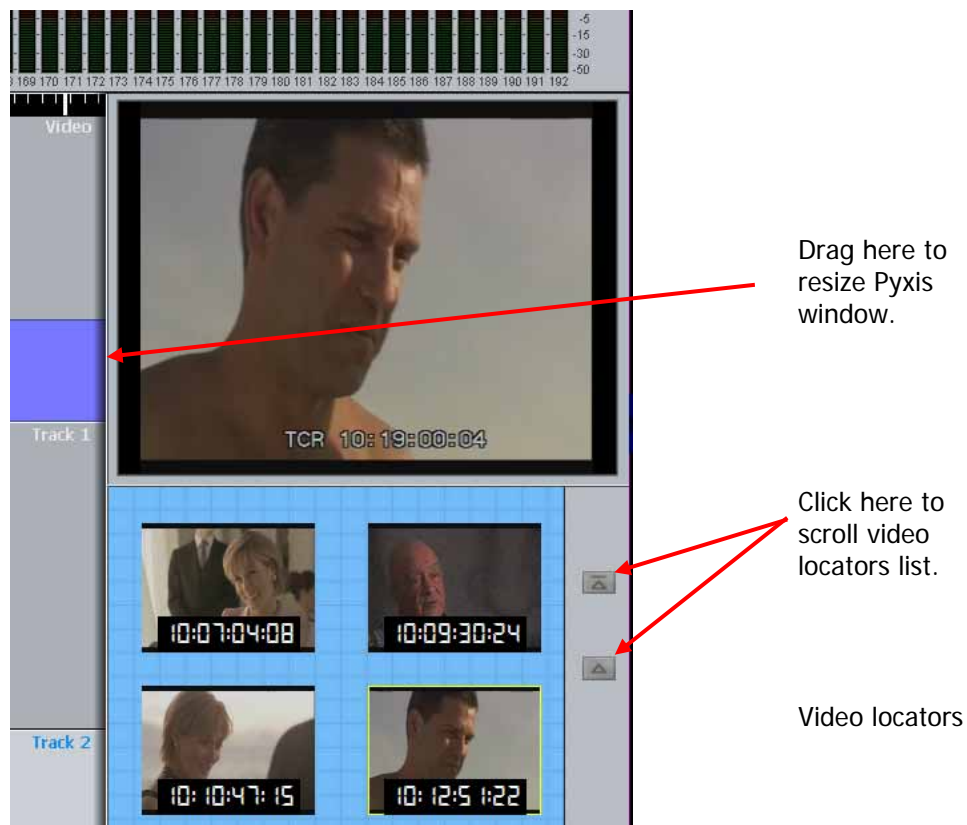 -5
-15
-30
-50
169 170 171 172 173 174 175 176 177 178 179 180 181 182 183 184 185 186 187 188 189 190 191 192
Video
Drag here to
resize Pyxis
window.
Track 1
TCR 10:19:00:04
Click here to
scroll video
locators list.
10:07:04:08
10:09:30:24
Video locators
Track 2
10:10:47:15
10:12:51:22